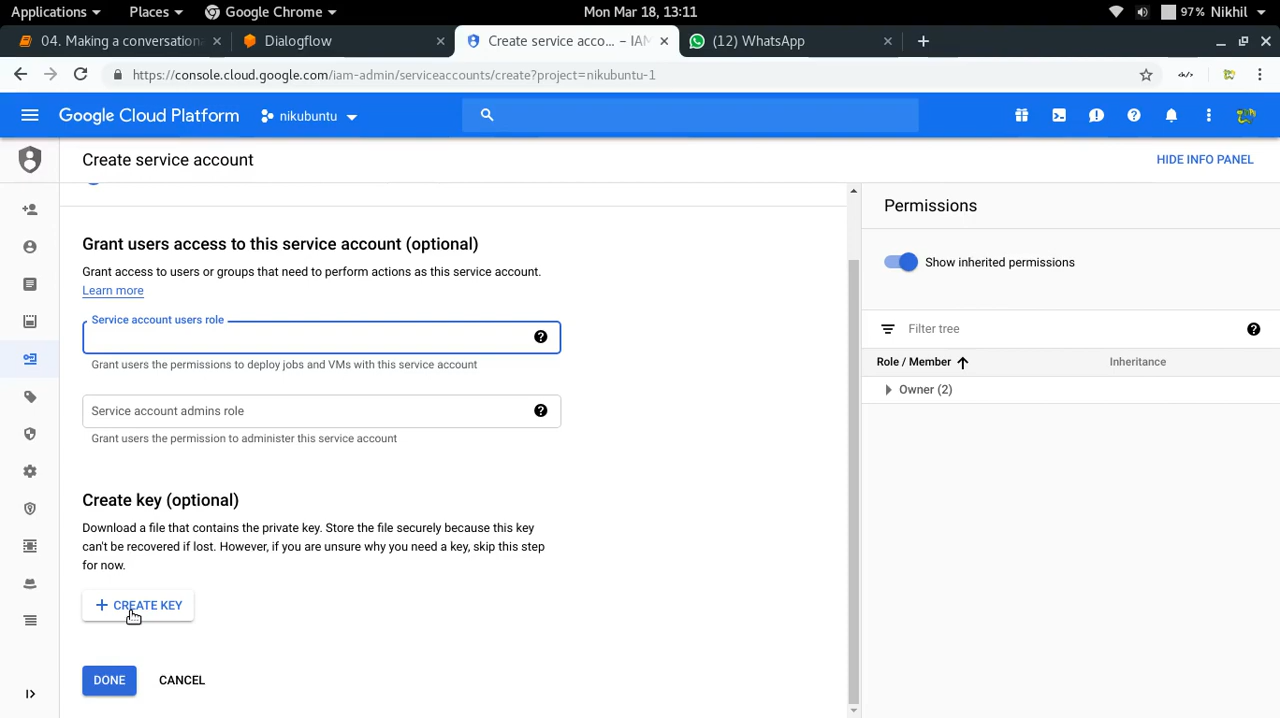 Applications Places Google Chrome Mon Mar 18, 13:11 97% Nikhil
04. Making a conversation Dialogflow Create service acco… – IAM (12) WhatsApp
https://console.cloud.google.com/iam-admin/serviceaccounts/create?project=nikubuntu-1
Google Cloud Platform nikubuntu
Create service account HIDE INFO PANEL
Permissions
Grant users access to this service account (optional)
Grant access to users or groups that need to perform actions as this service account.
Learn more
Show inherited permissions
Service account users role
Filter tree
Grant users the permissions to deploy jobs and VMs with this service account
Role / Member Inheritance
Owner (2)
Service account admins role
Grant users the permission to administer this service account
Create key (optional)
Download a file that contains the private key. Store the file securely because this key
can't be recovered if lost. However, if you are unsure why you need a key, skip this step
for now.
+ CREATE KEY
DONE CANCEL